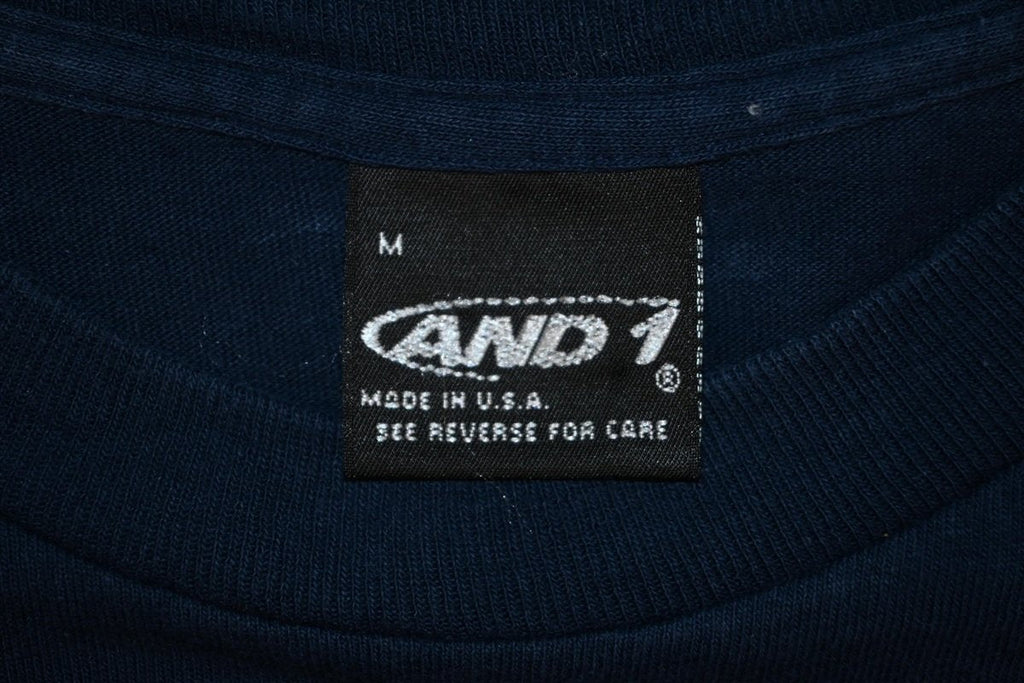 M
AND 1
®
MADE IN U.S.A.
SEE REVERSE FOR CARE